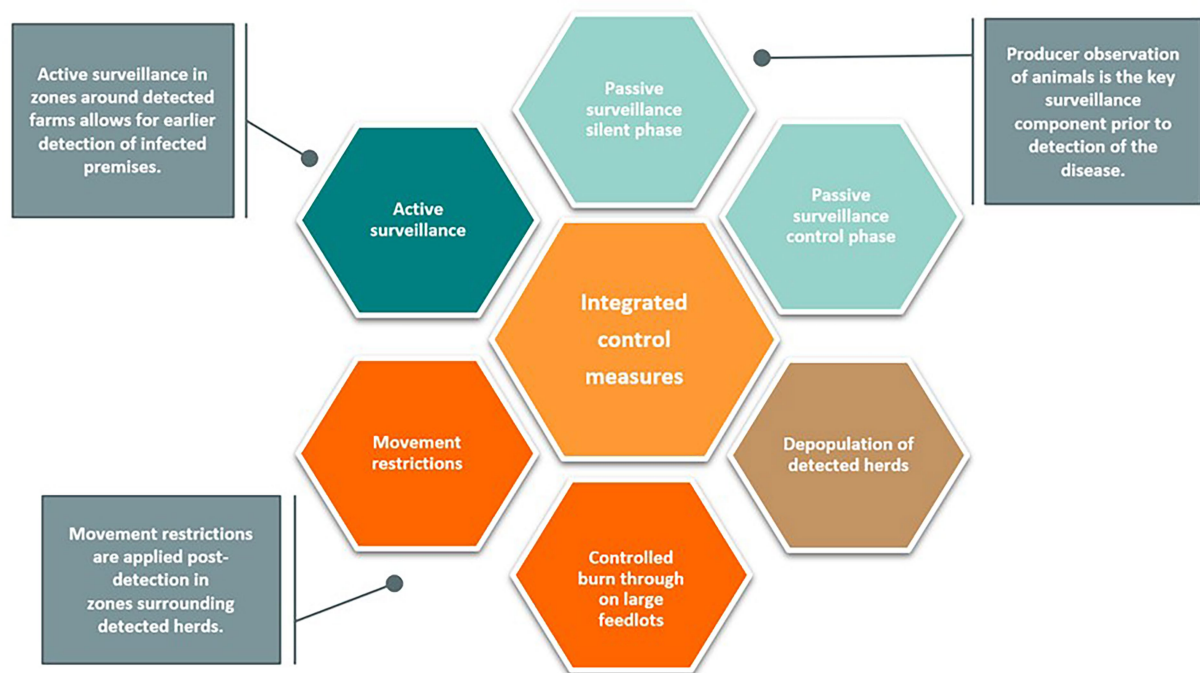 Active surveillance in
zones around detected
farms allows for earlier
detection of infected
premises.
Passive
surveillance
silent phase
Producer observation
of animals is the key
surveillance
component prior to
detection of the
disease.
Active
surveillance
Passive
surveillance
control phase
Integrated
control
measures
Movement
restrictions
Depopulation of
detected herds
Movement restrictions
are applied post-
detection in
zones surrounding
detected herds.
Controlled
burn through
on large
feedlots